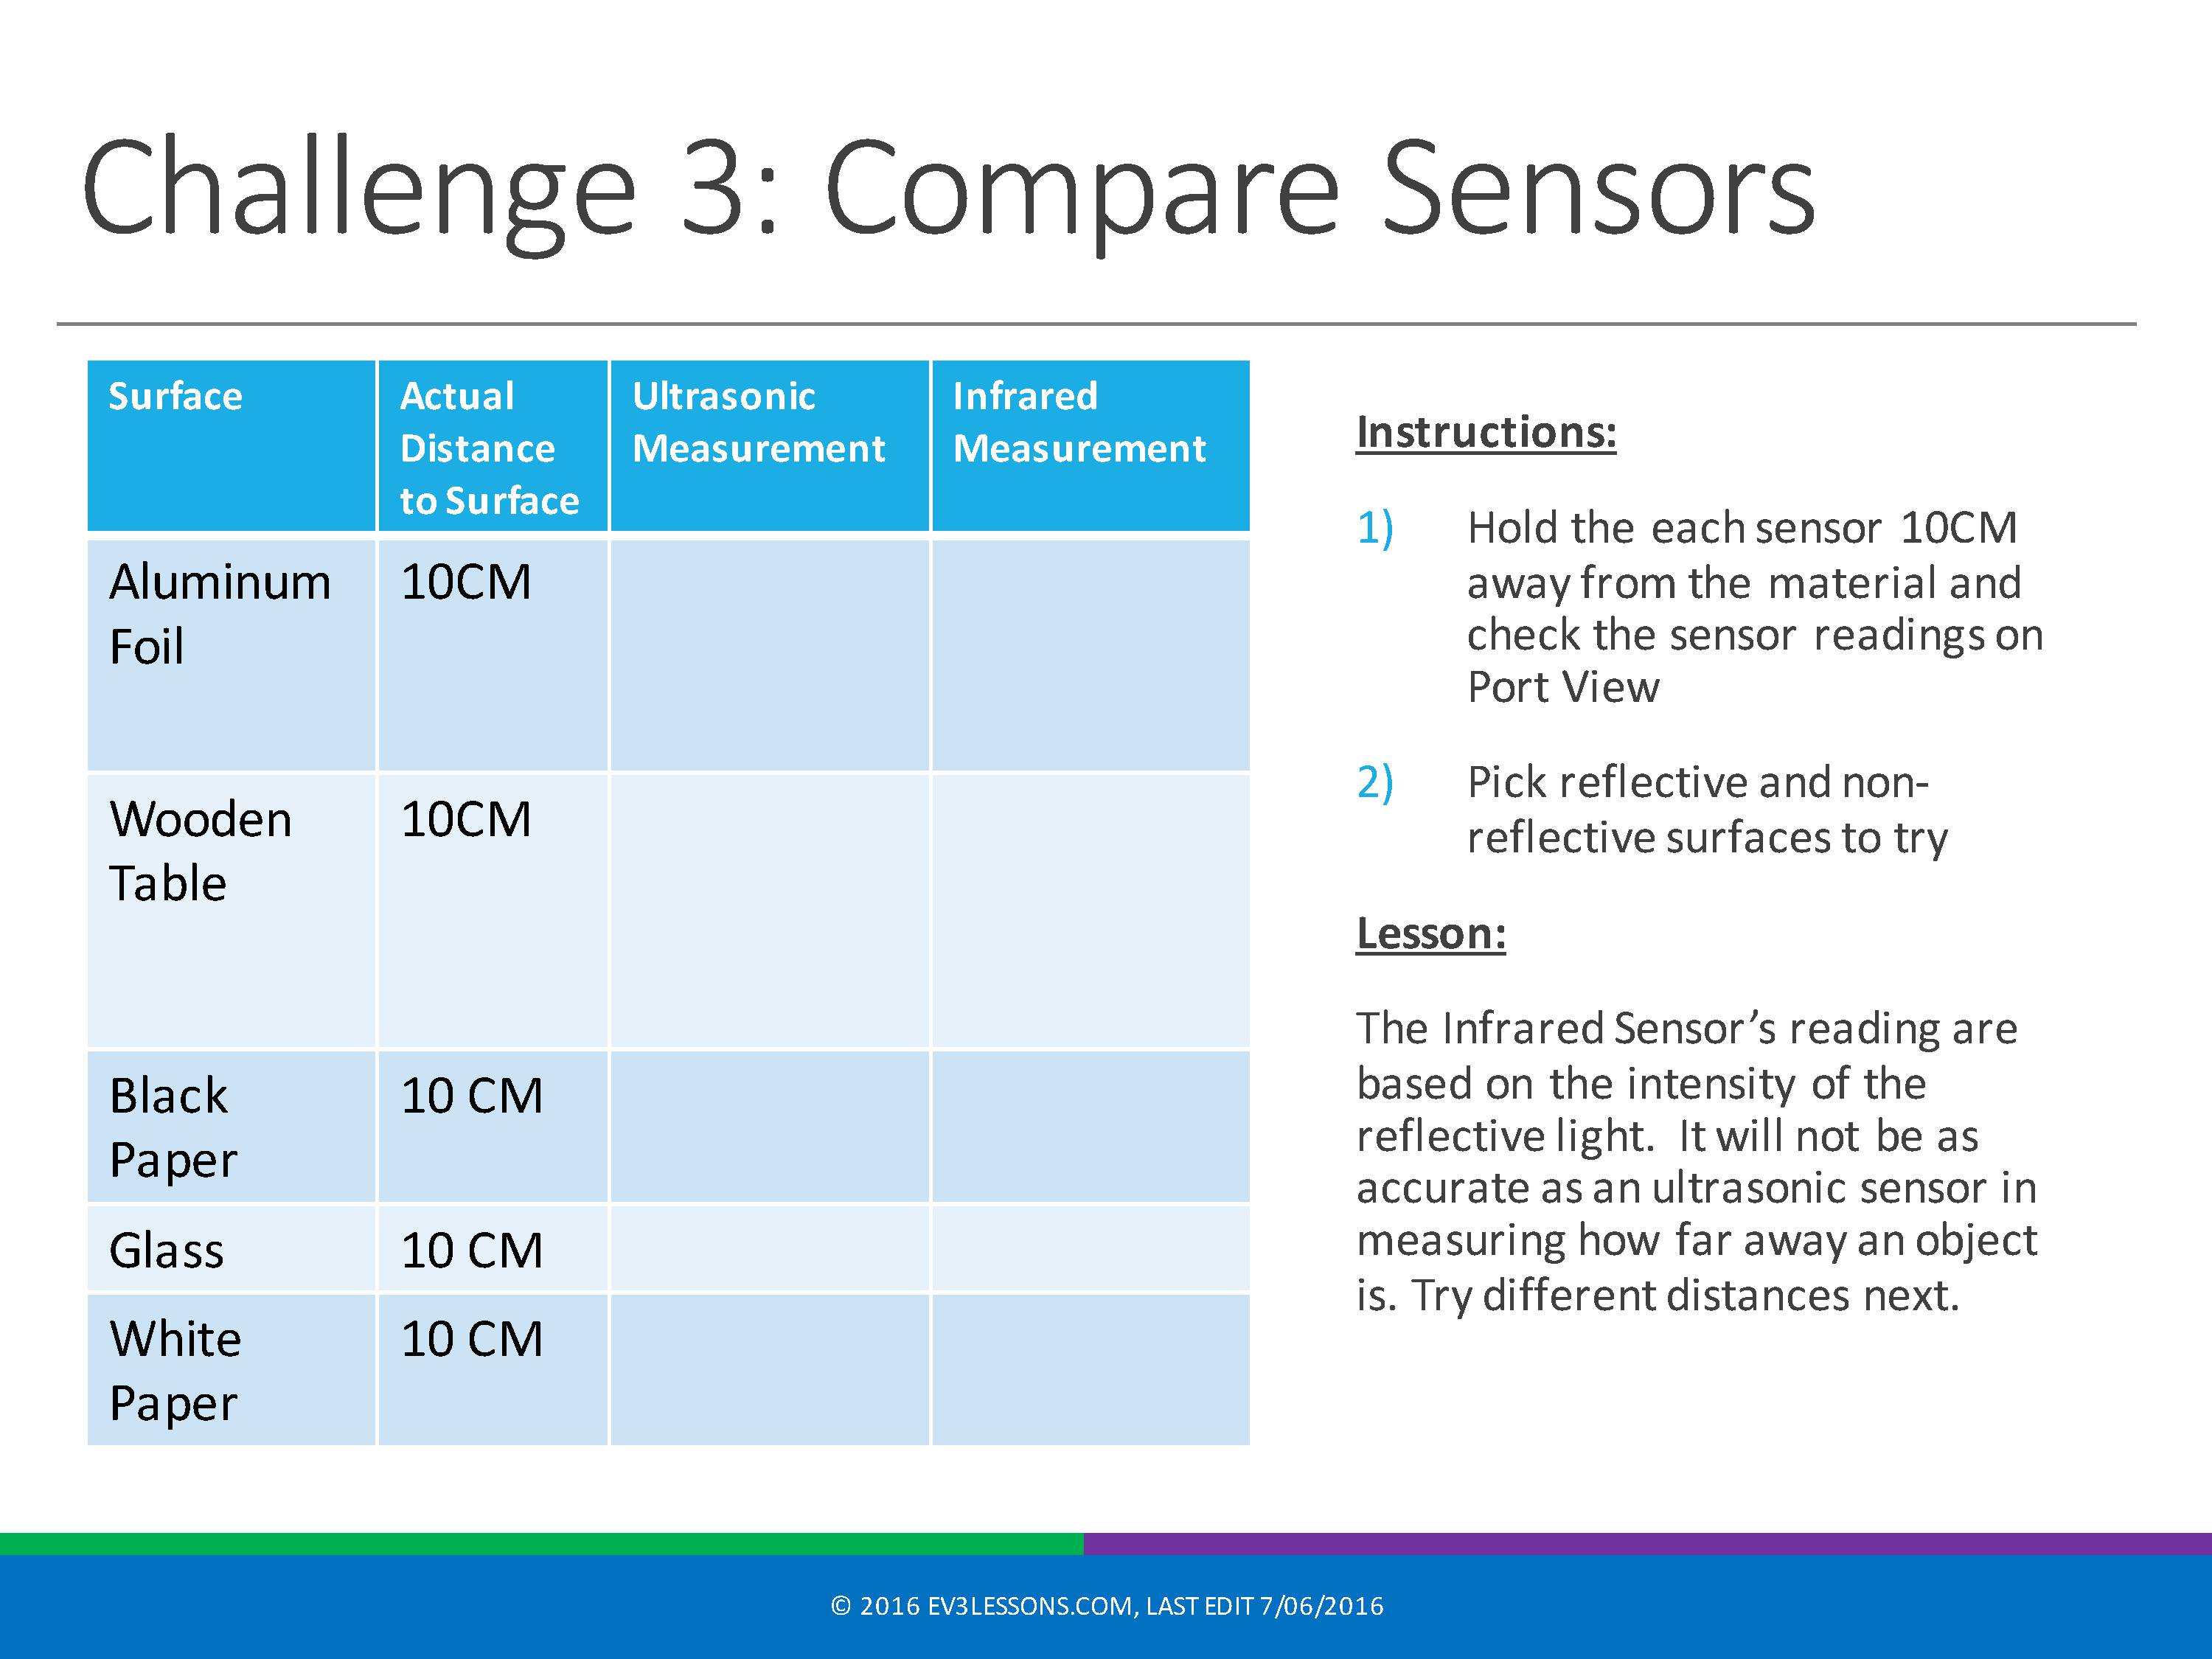 Challenge 3: Compare Sensors
Surface
Actual
Distance
to Surface
Ultrasonic
Measurement
Infrared
Measurement
Aluminum
Foil
10CM
Wooden
Table
10CM
Black
Paper
10 CM
Glass
10 CM
White
Paper
10 CM
Instructions:
1) Hold the each sensor 10CM
away from the material and
check the sensor readings on
Port View
2) Pick reflective and non-
reflective surfaces to try
Lesson:
The Infrared Sensor’s reading are
based on the intensity of the
reflective light. It will not be as
accurate as an ultrasonic sensor in
measuring how far away an object
is. Try different distances next.
© 2016 EV3LESSONS.COM, LAST EDIT 7/06/2016